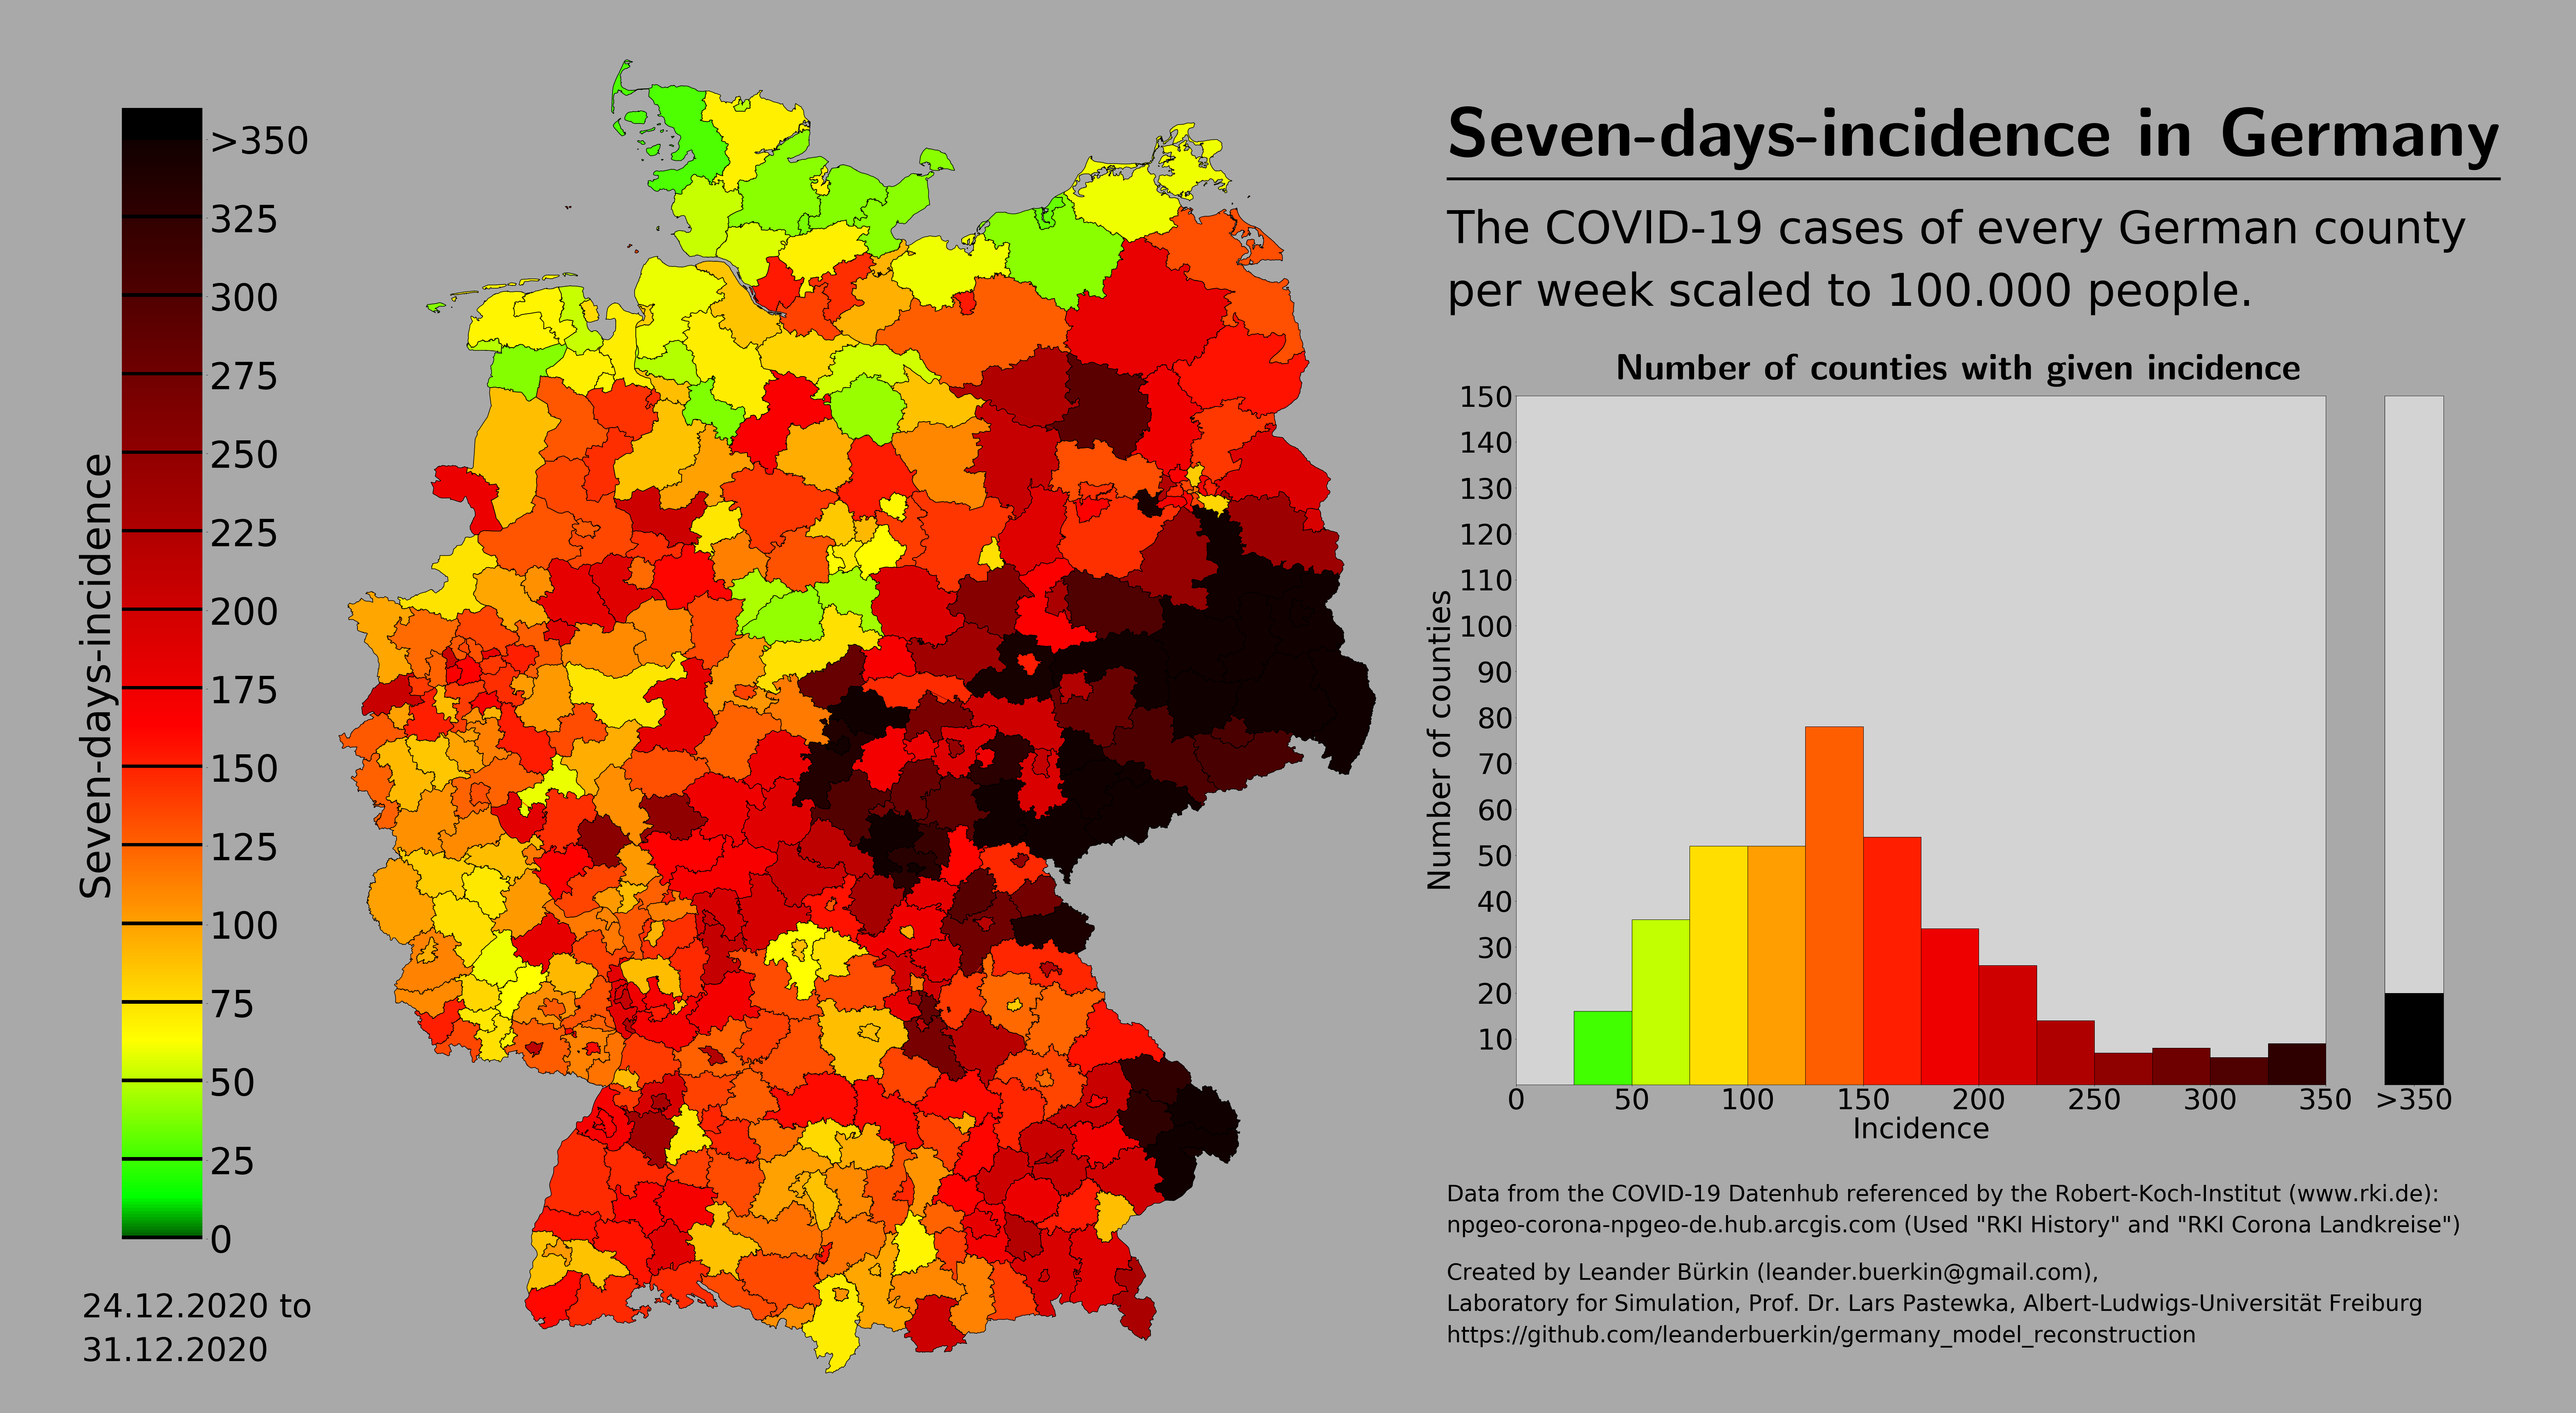 Seven-days-incidence in Germany
The COVID-19 cases of every German county
per week scaled to 100.000 people.
Seven-days-incidence
>350
325
300
275
250
225
200
175
150
125
100
75
50
25
0
24.12.2020 to
31.12.2020
Number of counties with given incidence
Number of counties
150
140
130
120
110
100
90
80
70
60
50
40
30
20
10
0 50 100 150 200 250 300 350 >350
Incidence
Data from the COVID-19 Datenhub referenced by the Robert-Koch-Institut (www.rki.de):
npgeo-corona-npgeo-de.hub.arcgis.com (Used "RKI History" and "RKI Corona Landkreise")
Created by Leander Bürkin (leander.buerkin@gmail.com),
Laboratory for Simulation, Prof. Dr. Lars Pastewka, Albert-Ludwigs-Universität Freiburg
https://github.com/leanderbuerkin/germany_model_reconstruction